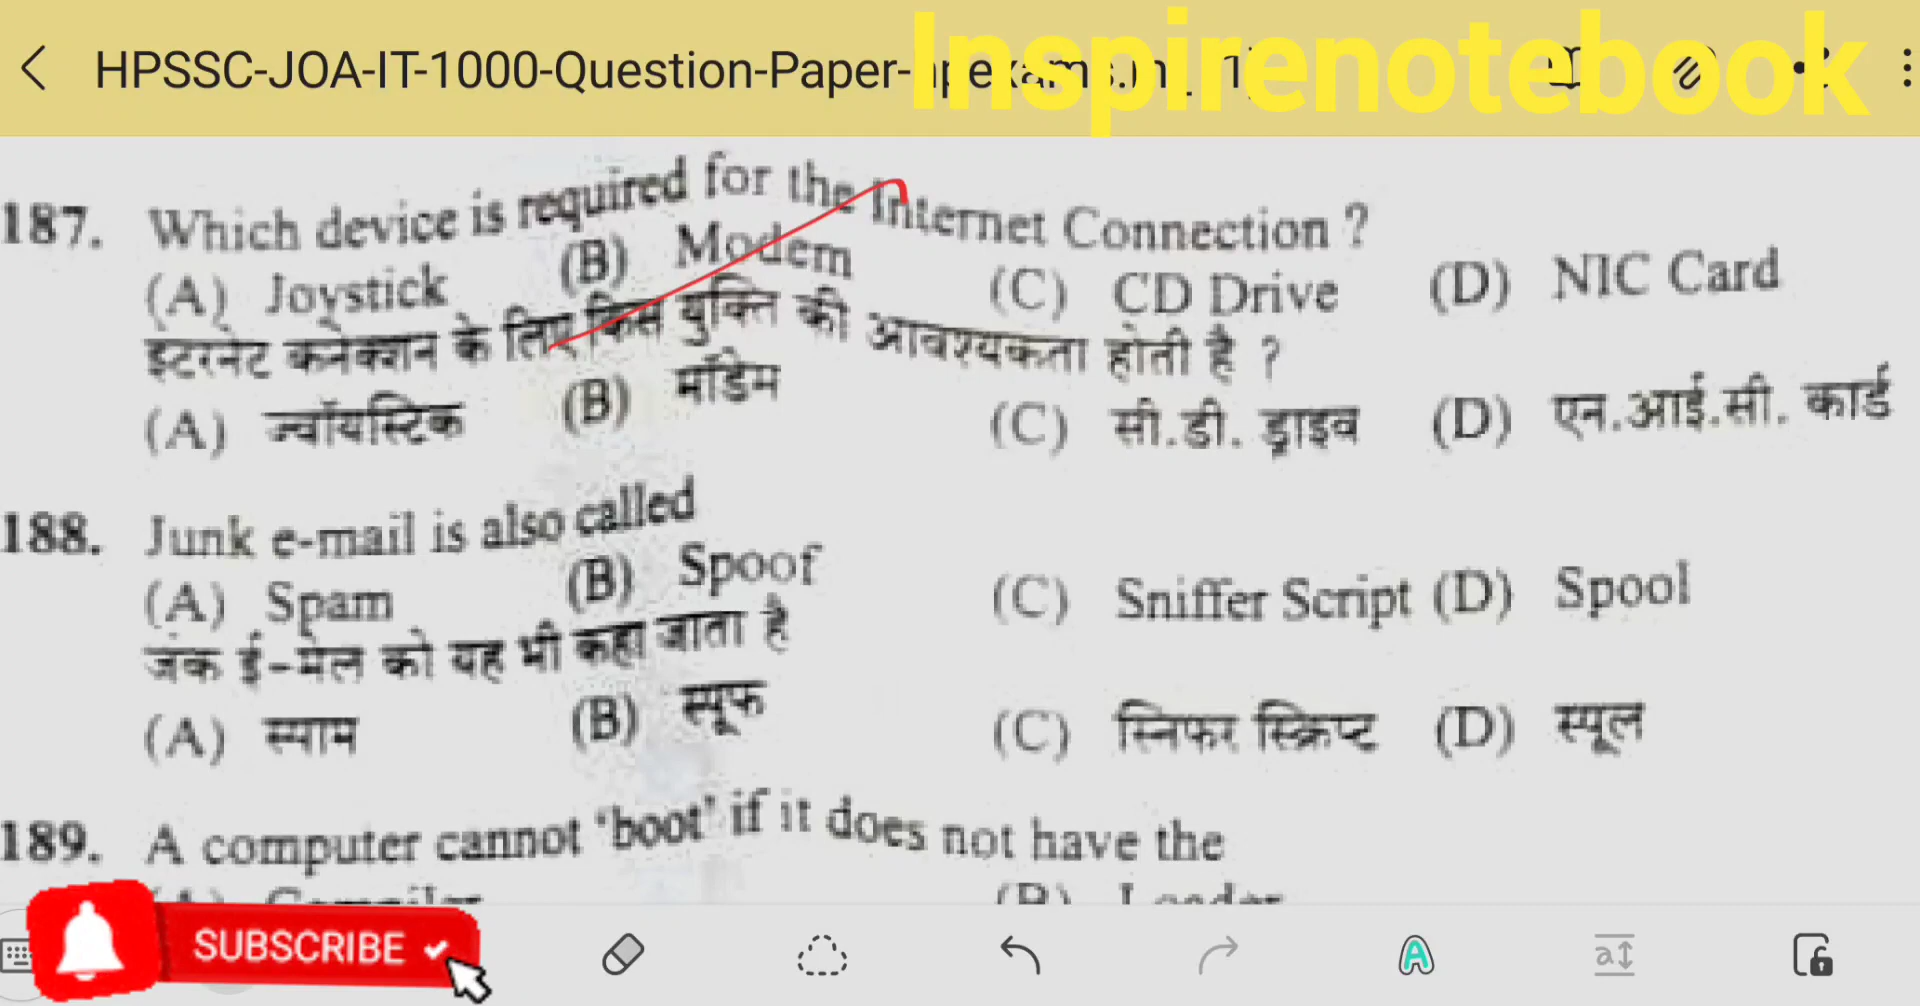 HPSSC-JOA-IT-1000-Question-Paper-
Inspirenotebook
187. Which device is required for the Internet Connection ?
(A) Joystick (B) Modem (C) CD Drive (D) NIC Card
इंटरनेट कनेक्शन के लिए किस युक्ति की आवश्यकता होती है ?
(A) ज्वॉयस्टिक (B) मॉडेम (C) सी.डी. ड्राइव (D) एन.आई.सी. कार्ड
188. Junk e-mail is also called
(A) Spam (B) Spoof (C) Sniffer Script (D) Spool
जंक ई-मेल को यह भी कहा जाता है
(A) स्पाम (B) स्पूफ (C) स्निफर स्क्रिप्ट (D) स्पूल
189. A computer cannot ‘boot’ if it does not have the
(A) Compiler (B) Loader
SUBSCRIBE